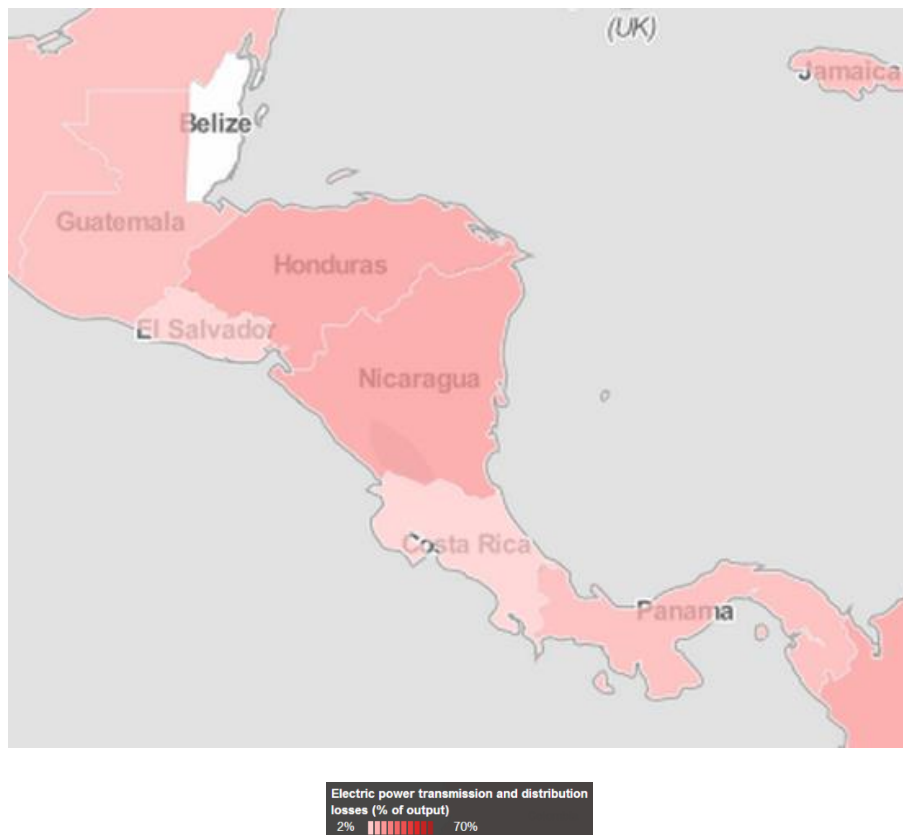 (UK)
Jamaica
Belize
Guatemala
Honduras
El Salvador
Nicaragua
Costa Rica
Panama
Electric power transmission and distribution
losses (% of output)
2% 70%